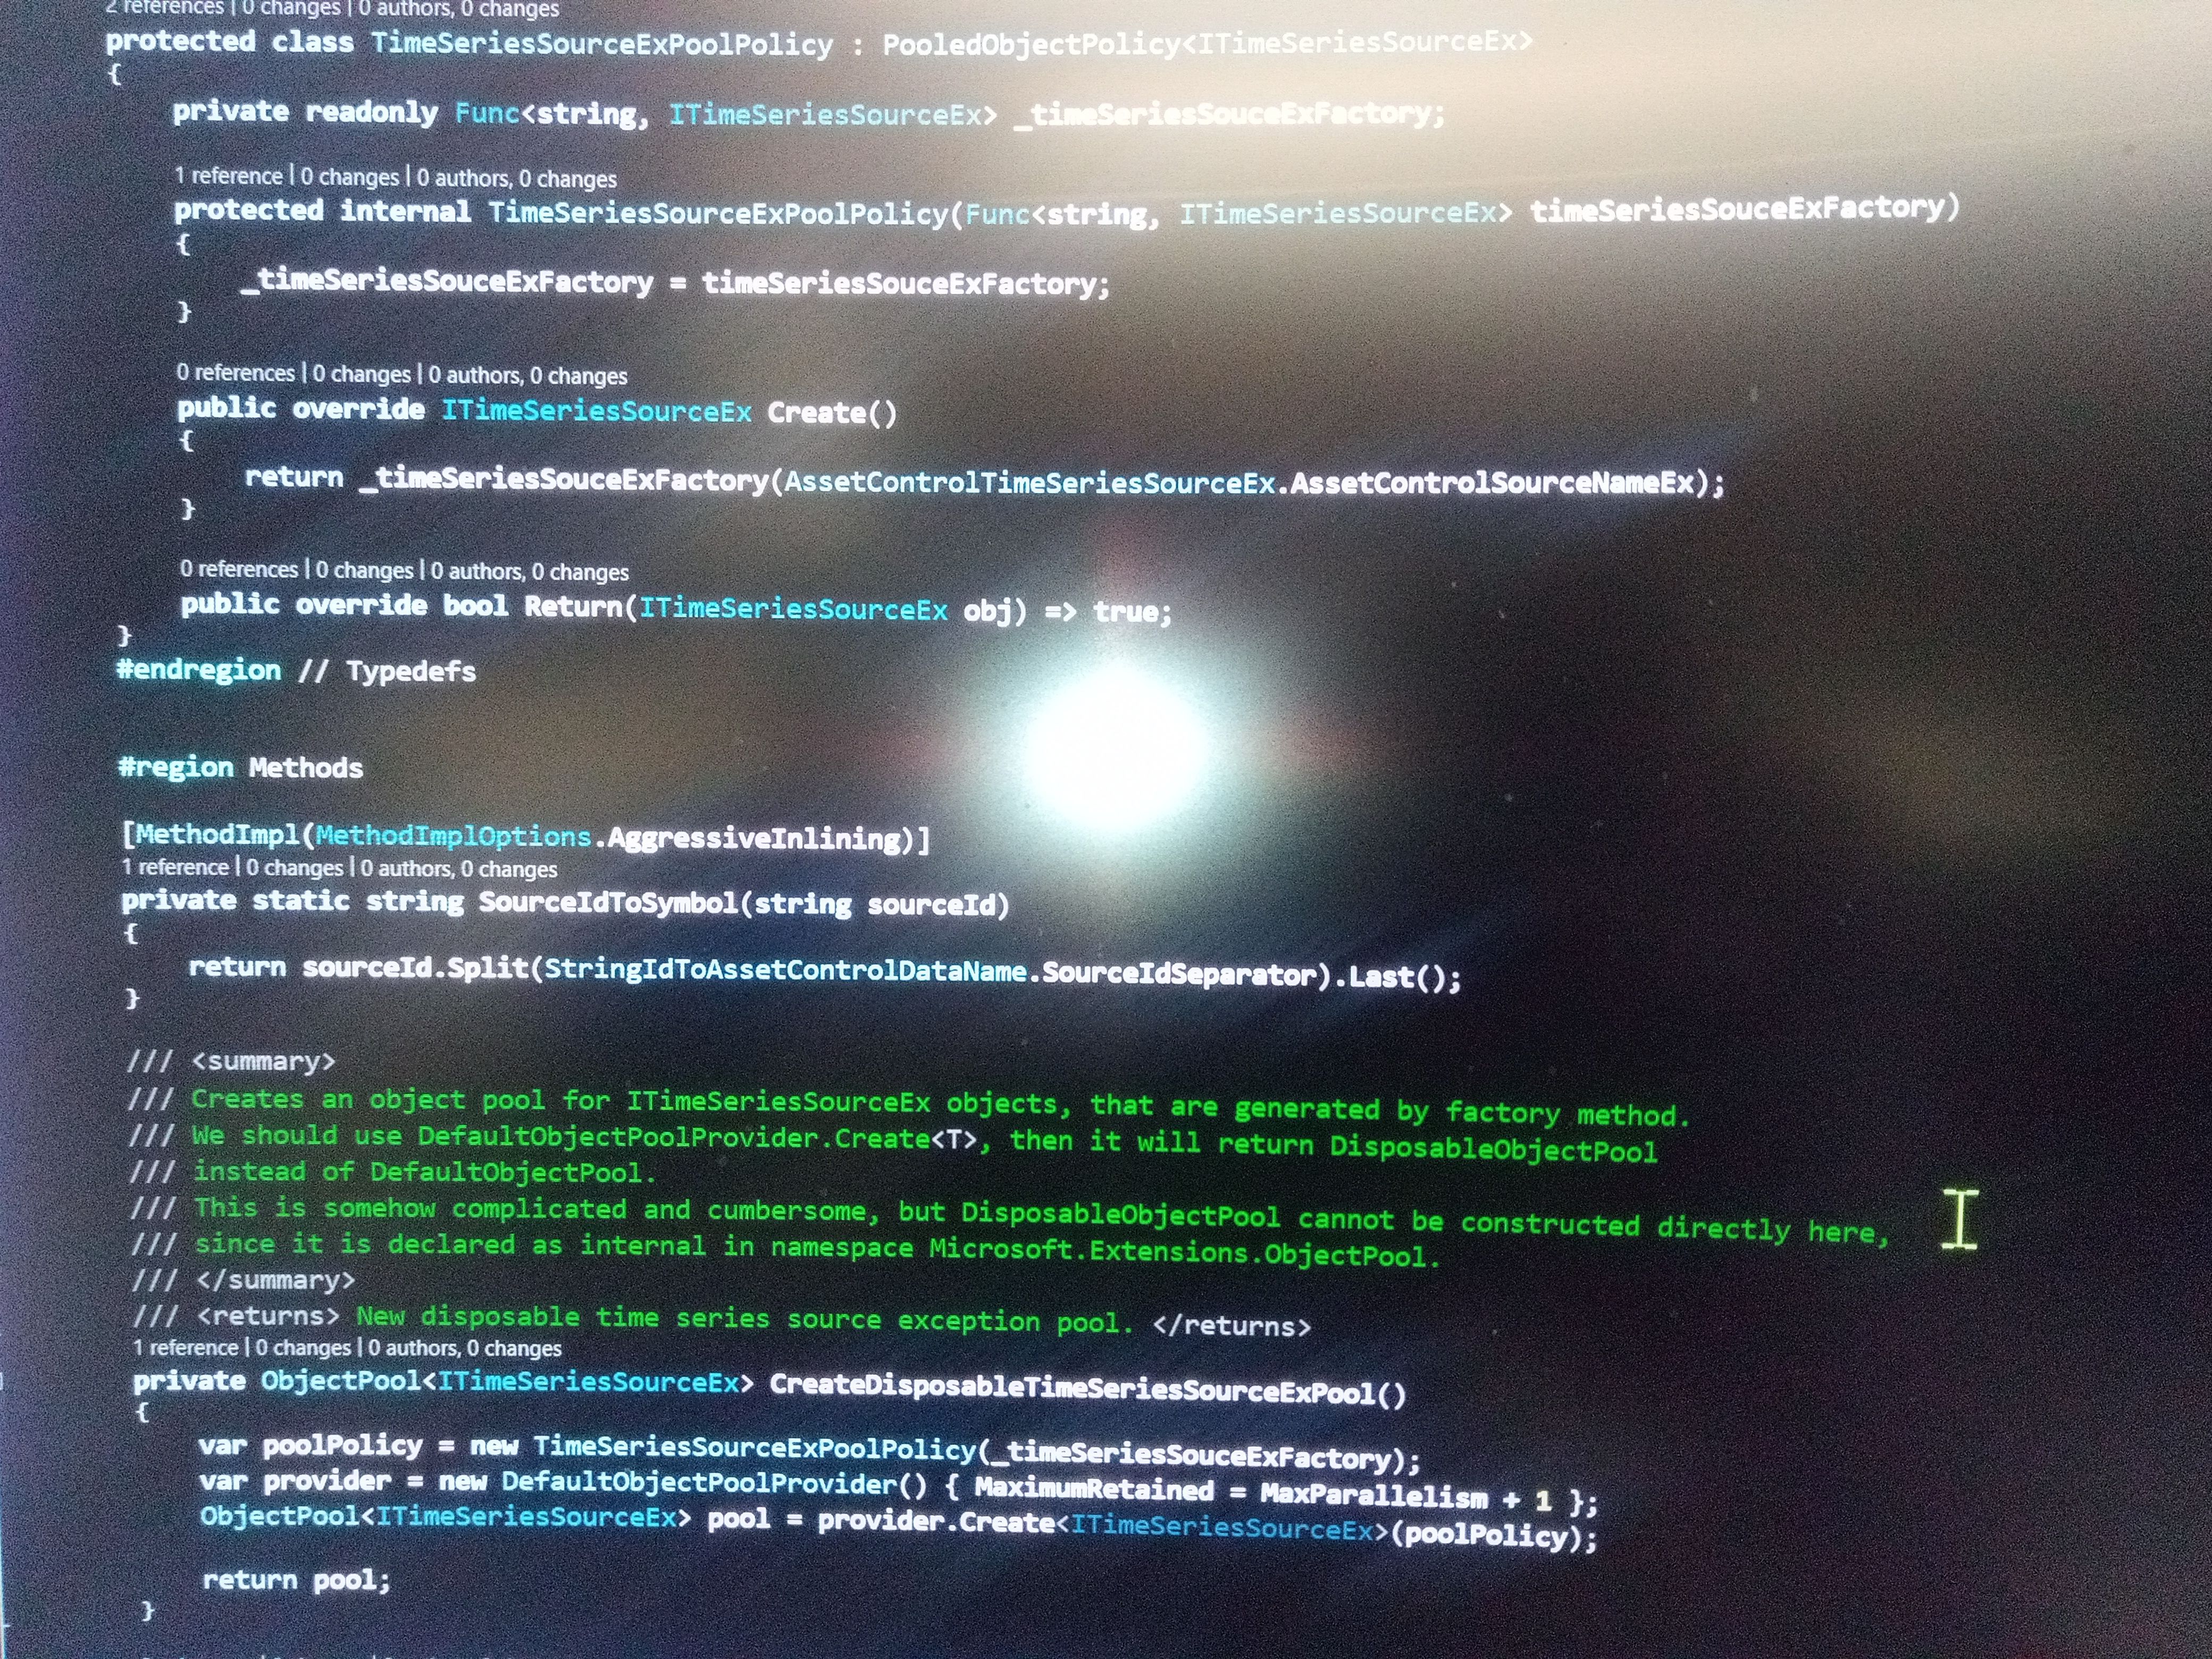 2 references | 0 changes | 0 authors, 0 changes
protected class TimeSeriesSourceExPoolPolicy : PooledObjectPolicy<ITimeSeriesSourceEx>
{
private readonly Func<string, ITimeSeriesSourceEx> _timeSeriesSouceExFactory;
1 reference | 0 changes | 0 authors, 0 changes
protected internal TimeSeriesSourceExPoolPolicy(Func<string, ITimeSeriesSourceEx> timeSeriesSouceExFactory)
{
_timeSeriesSouceExFactory = timeSeriesSouceExFactory;
}
0 references | 0 changes | 0 authors, 0 changes
public override ITimeSeriesSourceEx Create()
{
return _timeSeriesSouceExFactory(AssetControlTimeSeriesSourceEx.AssetControlSourceNameEx);
}
0 references | 0 changes | 0 authors, 0 changes
public override bool Return(ITimeSeriesSourceEx obj) => true;
}
#endregion // Typedefs
#region Methods
[MethodImpl(MethodImplOptions.AggressiveInlining)]
1 reference | 0 changes | 0 authors, 0 changes
private static string SourceIdToSymbol(string sourceId)
{
return sourceId.Split(StringIdToAssetControlDataName.SourceIdSeparator).Last();
}
/// <summary>
/// Creates an object pool for ITimeSeriesSourceEx objects, that are generated by factory method.
/// We should use DefaultObjectPoolProvider.Create<T>, then it will return DisposableObjectPool
/// instead of DefaultObjectPool.
/// This is somehow complicated and cumbersome, but DisposableObjectPool cannot be constructed directly here,
/// since it is declared as internal in namespace Microsoft.Extensions.ObjectPool.
/// </summary>
/// <returns> New disposable time series source exception pool. </returns>
1 reference | 0 changes | 0 authors, 0 changes
private ObjectPool<ITimeSeriesSourceEx> CreateDisposableTimeSeriesSourceExPool()
{
var poolPolicy = new TimeSeriesSourceExPoolPolicy(_timeSeriesSouceExFactory);
var provider = new DefaultObjectPoolProvider() { MaximumRetained = MaxParallelism + 1 };
ObjectPool<ITimeSeriesSourceEx> pool = provider.Create<ITimeSeriesSourceEx>(poolPolicy);
return pool;
}